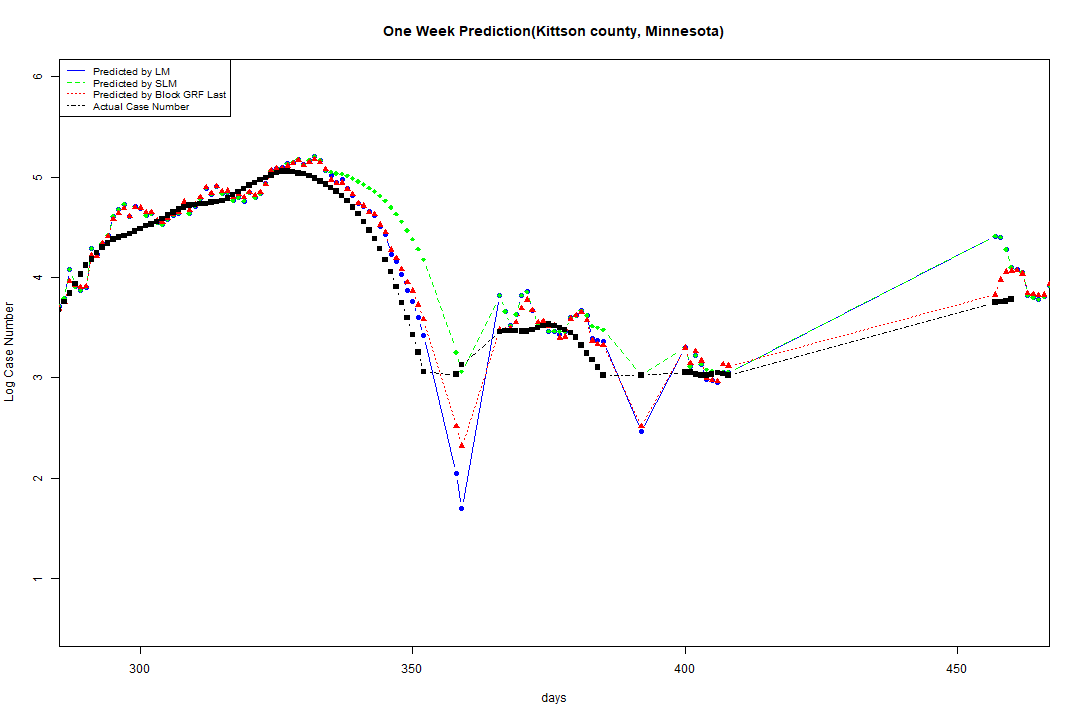 One Week Prediction(Kittson county, Minnesota)
Predicted by LM
Predicted by SLM
Predicted by Block GRF Last
Actual Case Number
6
5
4
3
2
1
Log Case Number
300
350
400
450
days